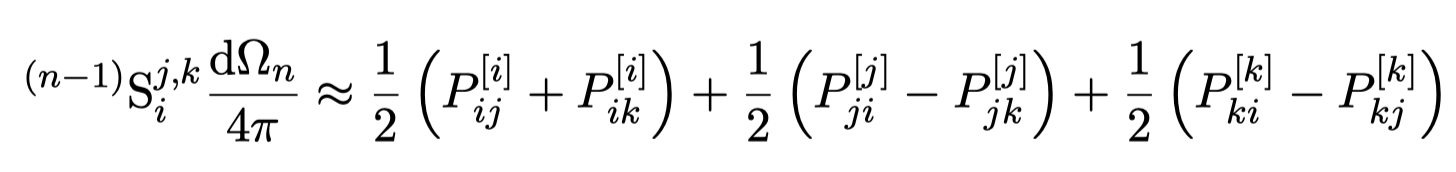 $^{(n-1)}\mathrm{S}_i^{j,k} \frac{\mathrm{d}\Omega_n}{4\pi} \approx \frac{1}{2} \left( P_{ij}^{[i]} + P_{ik}^{[i]} \right) + \frac{1}{2} \left( P_{ji}^{[j]} - P_{jk}^{[j]} \right) + \frac{1}{2} \left( P_{ki}^{[k]} - P_{kj}^{[k]} \right)$